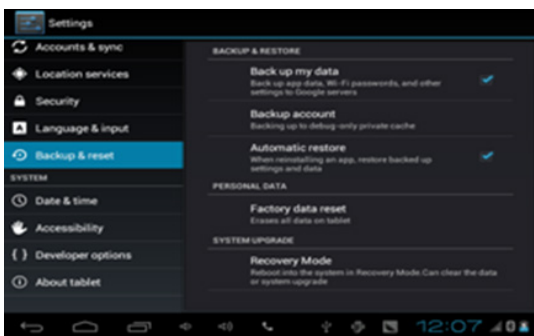 Settings
Accounts & sync
Location services
Security
Language & input
Backup & reset
SYSTEM
Date & time
Accessibility
Developer options
About tablet
BACKUP & RESTORE
Back up my data
Back up app data, Wi-Fi passwords, and other
settings to Google servers
Backup account
Backing up to debug-only private cache
Automatic restore
When reinstalling an app, restore backed up
settings and data
PERSONAL DATA
Factory data reset
Erases all data on tablet
SYSTEM UPGRADE
Recovery Mode
Reboot into the system in Recovery Mode.Can clear the data
or system upgrade
12:07